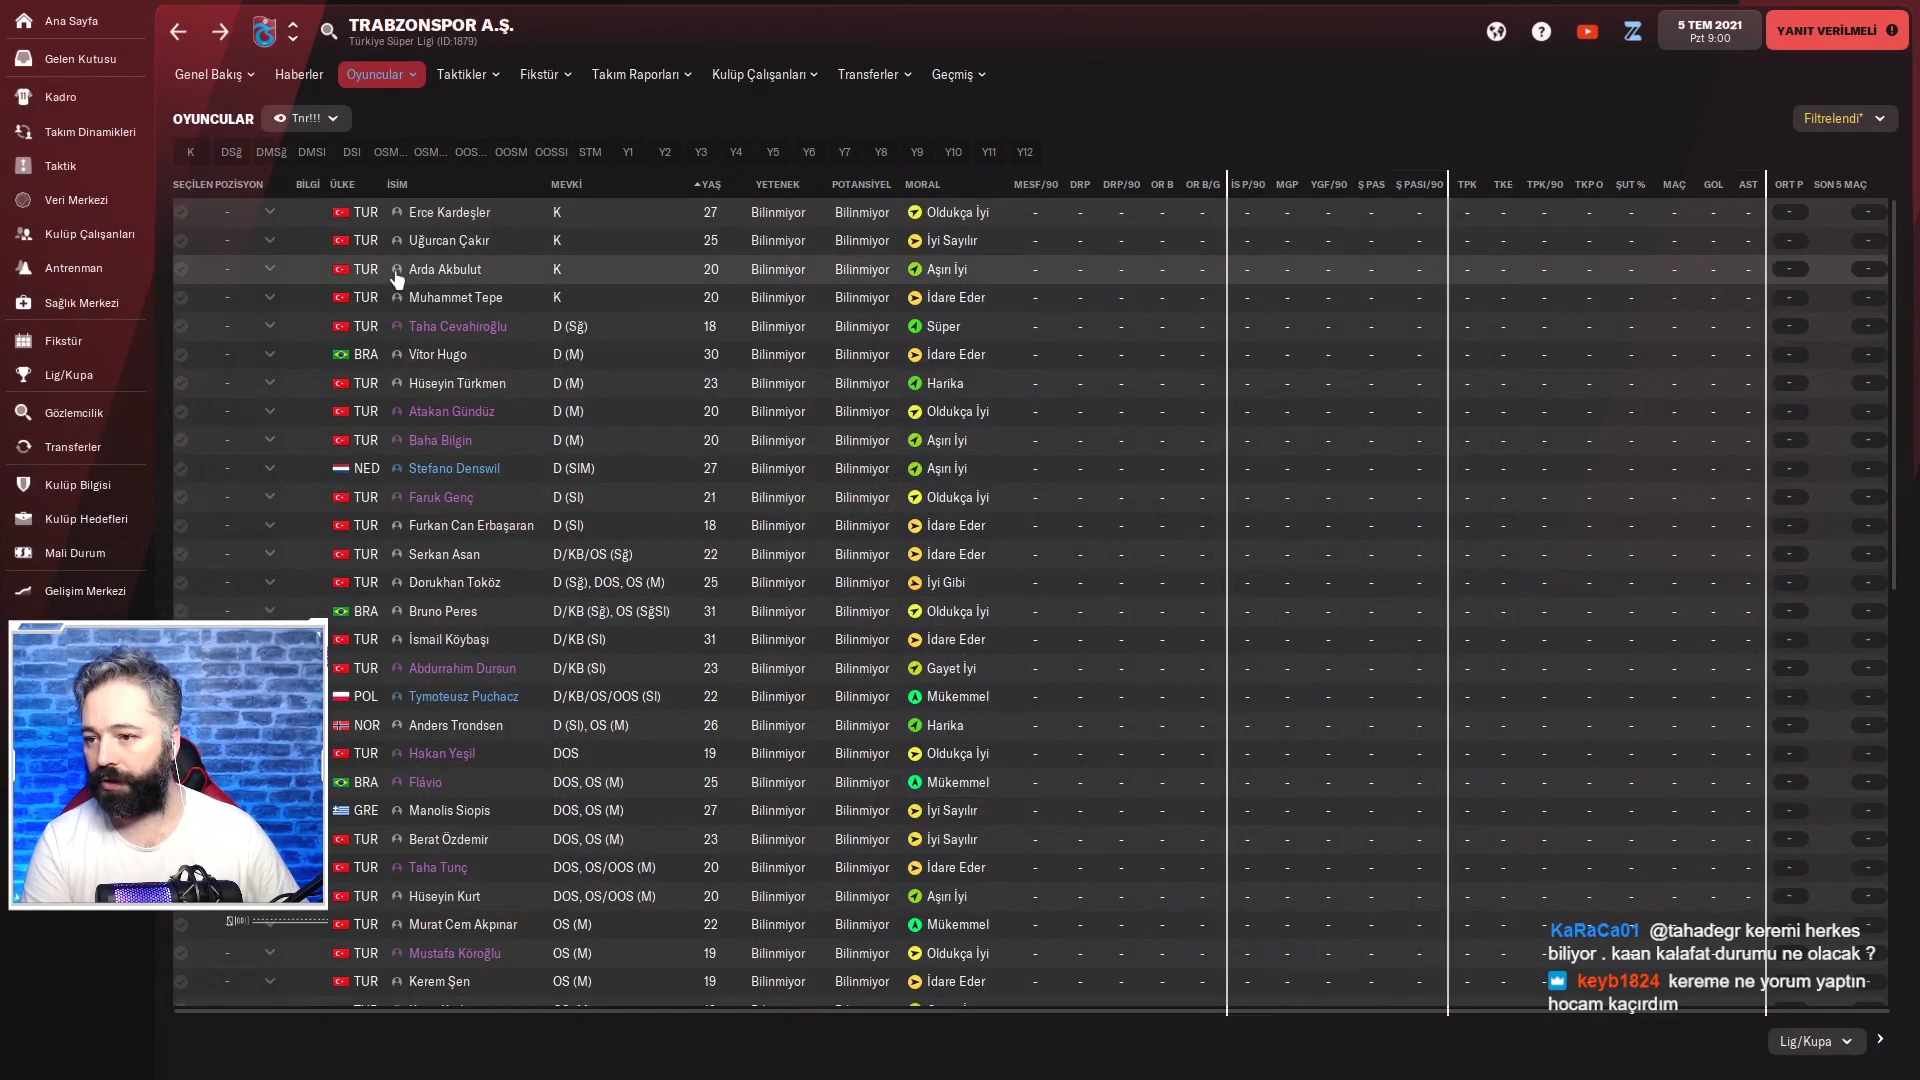 Ana Sayfa
Gelen Kutusu
Kadro
Takım Dinamikleri
Taktik
Veri Merkezi
Kulüp Çalışanları
Antrenman
Sağlık Merkezi
Fikstür
Lig/Kupa
Gözlemcilik
Transferler
Kulüp Bilgisi
Kulüp Hedefleri
Mali Durum
Gelişim Merkezi
TRABZONSPOR A.Ş.
Türkiye Süper Ligi (ID:1879)
5 TEM 2021
Pzt 9:00
YANIT VERİLMELİ
Genel Bakış Haberler Oyuncular Taktikler Fikstür Takım Raporları Kulüp Çalışanları Transferler Geçmiş
OYUNCULAR Tnr!!! Filtrelendi*
K DSğ DMSğ DMSl DSl OSM... OSM... OOS... OOSM OOSSl STM Y1 Y2 Y3 Y4 Y5 Y6 Y7 Y8 Y9 Y10 Y11 Y12
SEÇİLEN POZİSYON BİLGİ ÜLKE İSİM MEVKİ YAŞ YETENEK POTANSİYEL MORAL MESF/90 DRP DRP/90 OR B OR B/G İS P/90 MGP YGF/90 Ş PAS Ş PASI/90 TPK TKE TPK/90 TKP O ŞUT % MAÇ GOL AST ORT P SON 5 MAÇ
- TUR Erce Kardeşler K 27 Bilinmiyor Bilinmiyor Oldukça İyi - - - - - - - - - - - - - - - - - - - - -
- TUR Uğurcan Çakır K 25 Bilinmiyor Bilinmiyor İyi Sayılır - - - - - - - - - - - - - - - - - - - - -
- TUR Arda Akbulut K 20 Bilinmiyor Bilinmiyor Aşırı İyi - - - - - - - - - - - - - - - - - - - - -
- TUR Muhammet Tepe K 20 Bilinmiyor Bilinmiyor İdare Eder - - - - - - - - - - - - - - - - - - - - -
- TUR Taha Cevahiroğlu D (Sğ) 18 Bilinmiyor Bilinmiyor Süper - - - - - - - - - - - - - - - - - - - - -
- BRA Vítor Hugo D (M) 30 Bilinmiyor Bilinmiyor İdare Eder - - - - - - - - - - - - - - - - - - - - -
- TUR Hüseyin Türkmen D (M) 23 Bilinmiyor Bilinmiyor Harika - - - - - - - - - - - - - - - - - - - - -
- TUR Atakan Gündüz D (M) 20 Bilinmiyor Bilinmiyor Oldukça İyi - - - - - - - - - - - - - - - - - - - - -
- TUR Baha Bilgin D (M) 20 Bilinmiyor Bilinmiyor Aşırı İyi - - - - - - - - - - - - - - - - - - - - -
- NED Stefano Denswil D (SlM) 27 Bilinmiyor Bilinmiyor Aşırı İyi - - - - - - - - - - - - - - - - - - - - -
- TUR Faruk Genç D (Sl) 21 Bilinmiyor Bilinmiyor Oldukça İyi - - - - - - - - - - - - - - - - - - - - -
- TUR Furkan Can Erbaşaran D (Sl) 18 Bilinmiyor Bilinmiyor İdare Eder - - - - - - - - - - - - - - - - - - - - -
- TUR Serkan Asan D/KB/OS (Sğ) 22 Bilinmiyor Bilinmiyor İdare Eder - - - - - - - - - - - - - - - - - - - - -
- TUR Dorukhan Toköz D (Sğ), DOS, OS (M) 25 Bilinmiyor Bilinmiyor İyi Gibi - - - - - - - - - - - - - - - - - - - - -
- BRA Bruno Peres D/KB (Sğ), OS (SğSl) 31 Bilinmiyor Bilinmiyor Oldukça İyi - - - - - - - - - - - - - - - - - - - - -
TUR İsmail Köybaşı D/KB (Sl) 31 Bilinmiyor Bilinmiyor İdare Eder - - - - - - - - - - - - - - - - - - - - -
TUR Abdurrahim Dursun D/KB (Sl) 23 Bilinmiyor Bilinmiyor Gayet İyi - - - - - - - - - - - - - - - - - - - - -
POL Tymoteusz Puchacz D/KB/OS/OOS (Sl) 22 Bilinmiyor Bilinmiyor Mükemmel - - - - - - - - - - - - - - - - - - - - -
NOR Anders Trondsen D (Sl), OS (M) 26 Bilinmiyor Bilinmiyor Harika - - - - - - - - - - - - - - - - - - - - -
TUR Hakan Yeşil DOS 19 Bilinmiyor Bilinmiyor Oldukça İyi - - - - - - - - - - - - - - - - - - - - -
BRA Flávio DOS, OS (M) 25 Bilinmiyor Bilinmiyor Mükemmel - - - - - - - - - - - - - - - - - - - - -
GRE Manolis Siopis DOS, OS (M) 27 Bilinmiyor Bilinmiyor İyi Sayılır - - - - - - - - - - - - - - - - - - - - -
TUR Berat Özdemir DOS, OS (M) 23 Bilinmiyor Bilinmiyor İyi Sayılır - - - - - - - - - - - - - - - - - - - - -
TUR Taha Tunç DOS, OS/OOS (M) 20 Bilinmiyor Bilinmiyor İdare Eder - - - - - - - - - - - - - - - - - - - - -
TUR Hüseyin Kurt DOS, OS/OOS (M) 20 Bilinmiyor Bilinmiyor Aşırı İyi - - - - - - - - - - - - - - - - - - - - -
TUR Murat Cem Akpınar OS (M) 22 Bilinmiyor Bilinmiyor Mükemmel - - - - - - - - - - - -
- TUR Mustafa Köroğlu OS (M) 19 Bilinmiyor Bilinmiyor Oldukça İyi - - - - - - - - - - - -
- TUR Kerem Şen OS (M) 19 Bilinmiyor Bilinmiyor İdare Eder - - - - - - - - - - - -
KaRaCa01 @tahadegr keremi herkes
biliyor . kaan kalafat durumu ne olacak ?
keyb1824 kereme ne yorum yaptın
hocam kaçırdım
Lig/Kupa